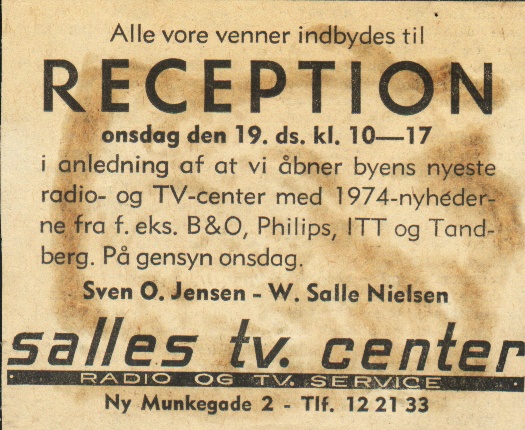 Alle vore venner indbydes til
RECEPTION
onsdag den 19. ds. kl. 10—17
i anledning af at vi åbner byens nyeste
radio- og TV-center med 1974-nyheder-
ne fra f. eks. B&O, Philips, ITT og Tand-
berg. På gensyn onsdag.
Sven O. Jensen - W. Salle Nielsen
salles tv. center
RADIO OG TV. SERVICE
Ny Munkegade 2 - Tlf. 12 21 33